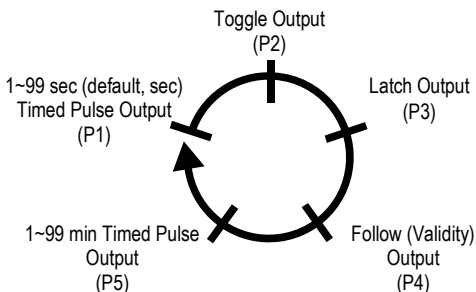 Toggle Output
(P2)
1~99 sec (default, sec)
Timed Pulse Output
(P1)
Latch Output
(P3)
1~99 min Timed Pulse
Output
(P5)
Follow (Validity)
Output
(P4)